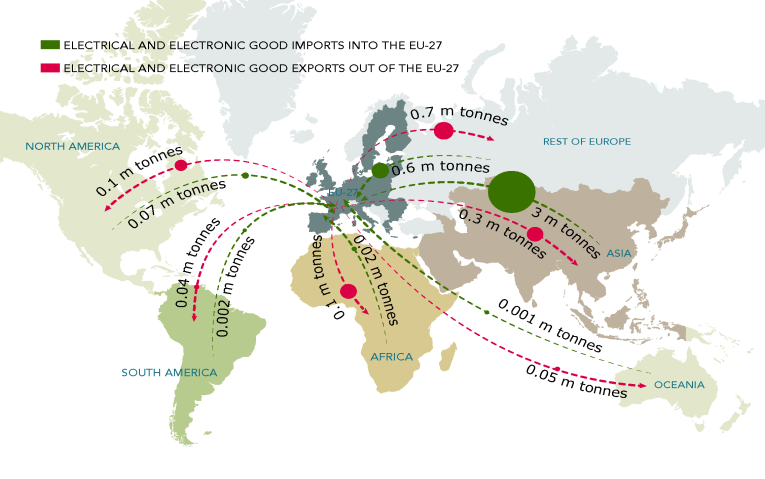 ELECTRICAL AND ELECTRONIC GOOD IMPORTS INTO THE EU-27
ELECTRICAL AND ELECTRONIC GOOD EXPORTS OUT OF THE EU-27
0.7 m tonnes
NORTH AMERICA
REST OF EUROPE
0.1 m tonnes
0.6 m tonnes
0.07 m tonnes
EU-27
3 m tonnes
0.3 m tonnes
ASIA
0.04 m tonnes
0.002 m tonnes
0.1 m tonnes
0.02 m tonnes
0.001 m tonnes
AFRICA
SOUTH AMERICA
0.05 m tonnes
OCEANIA